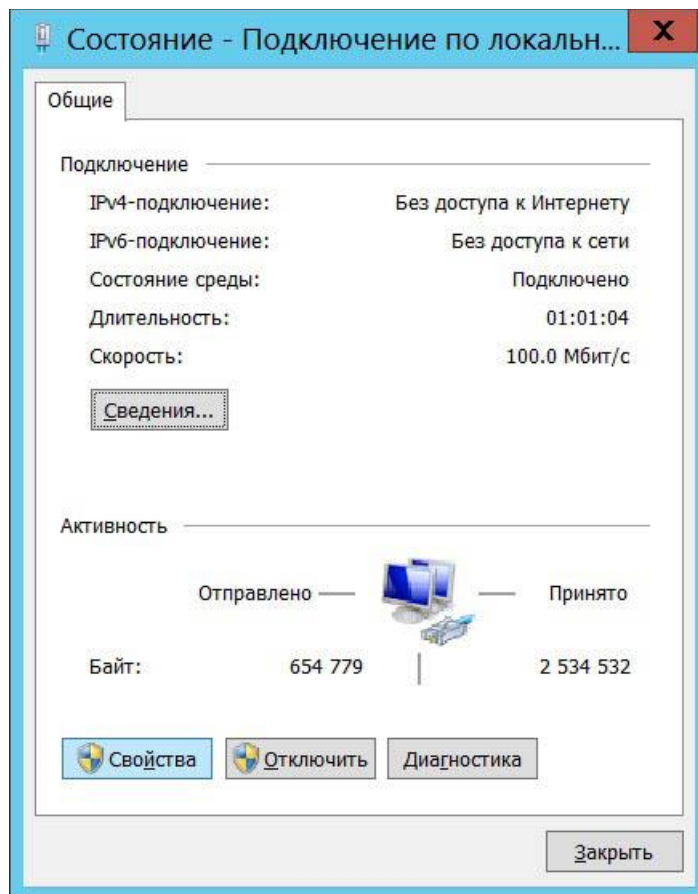 Состояние - Подключение по локальн...
X
Общие
Подключение
IPv4-подключение: Без доступа к Интернету
IPv6-подключение: Без доступа к сети
Состояние среды: Подключено
Длительность: 01:01:04
Скорость: 100.0 Мбит/с
Сведения...
Активность
Отправлено — — Принято
Байт: 654 779 | 2 534 532
Свойства Отключить Диагностика
Закрыть